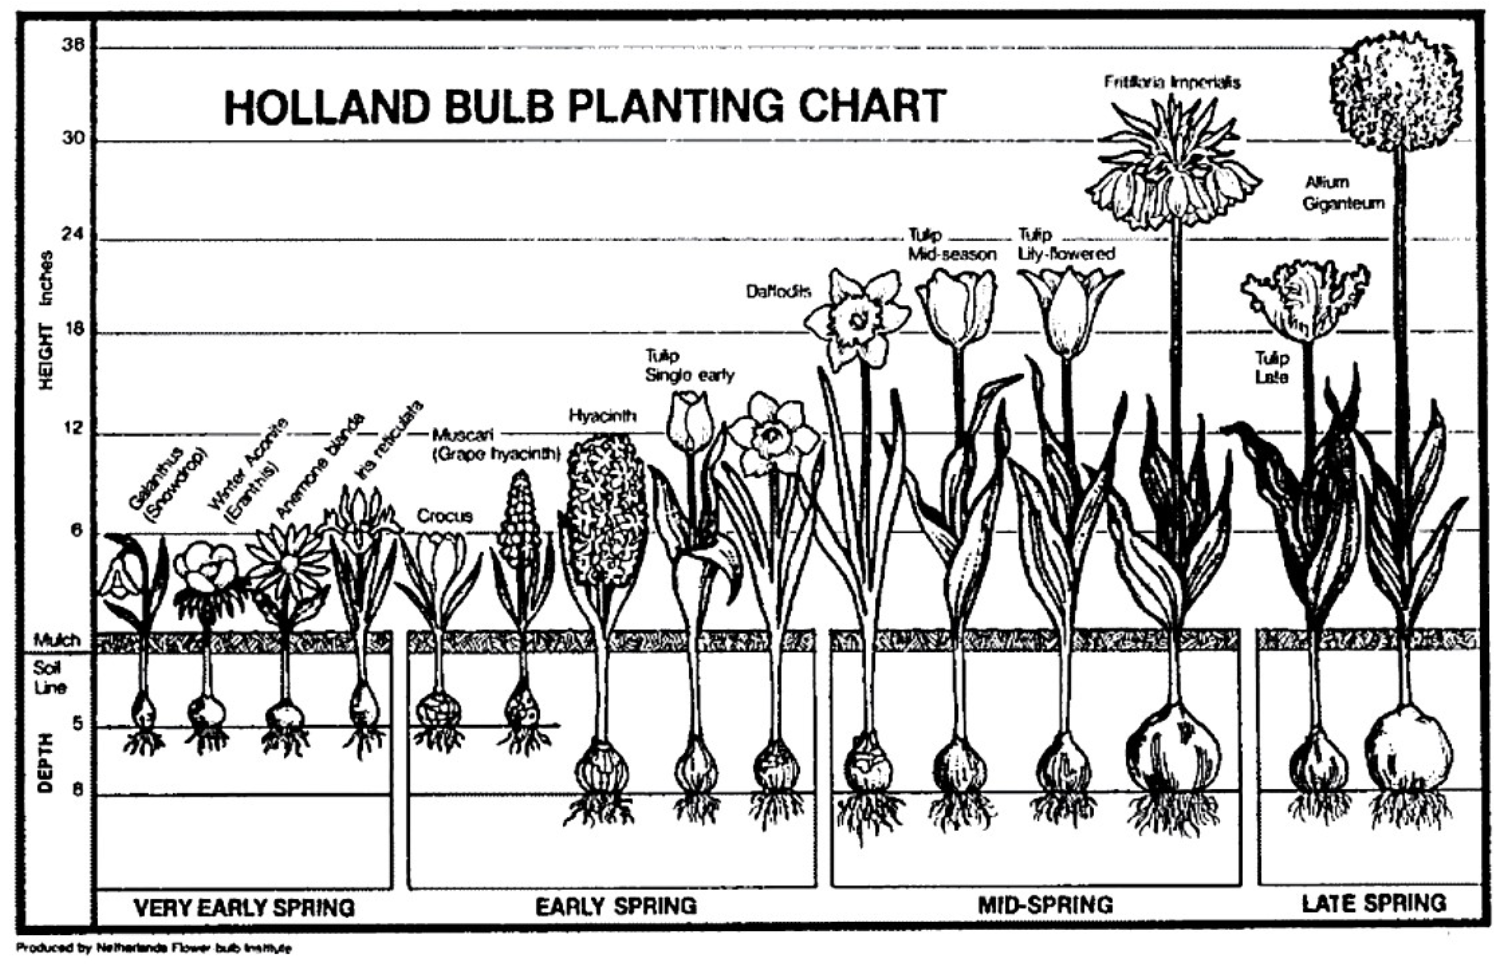 HOLLAND BULB PLANTING CHART
38
30
24
18
12
6
HEIGHT Inches
Mulch
Soil
Line
5
8
DEPTH
Galanthus
(Snowdrop)
Winter Aconite
(Eranthis)
Anemone blanda
Iris reticulata
Crocus
Muscari
(Grape hyacinth)
Hyacinth
Tulip
Single early
Daffodils
Tulip
Mid-season
Tulip
Lily-flowered
Fritillaria Imperialis
Tulip
Late
Allium
Giganteum
VERY EARLY SPRING
EARLY SPRING
MID-SPRING
LATE SPRING
Produced by Netherlands Flower bulb Institute